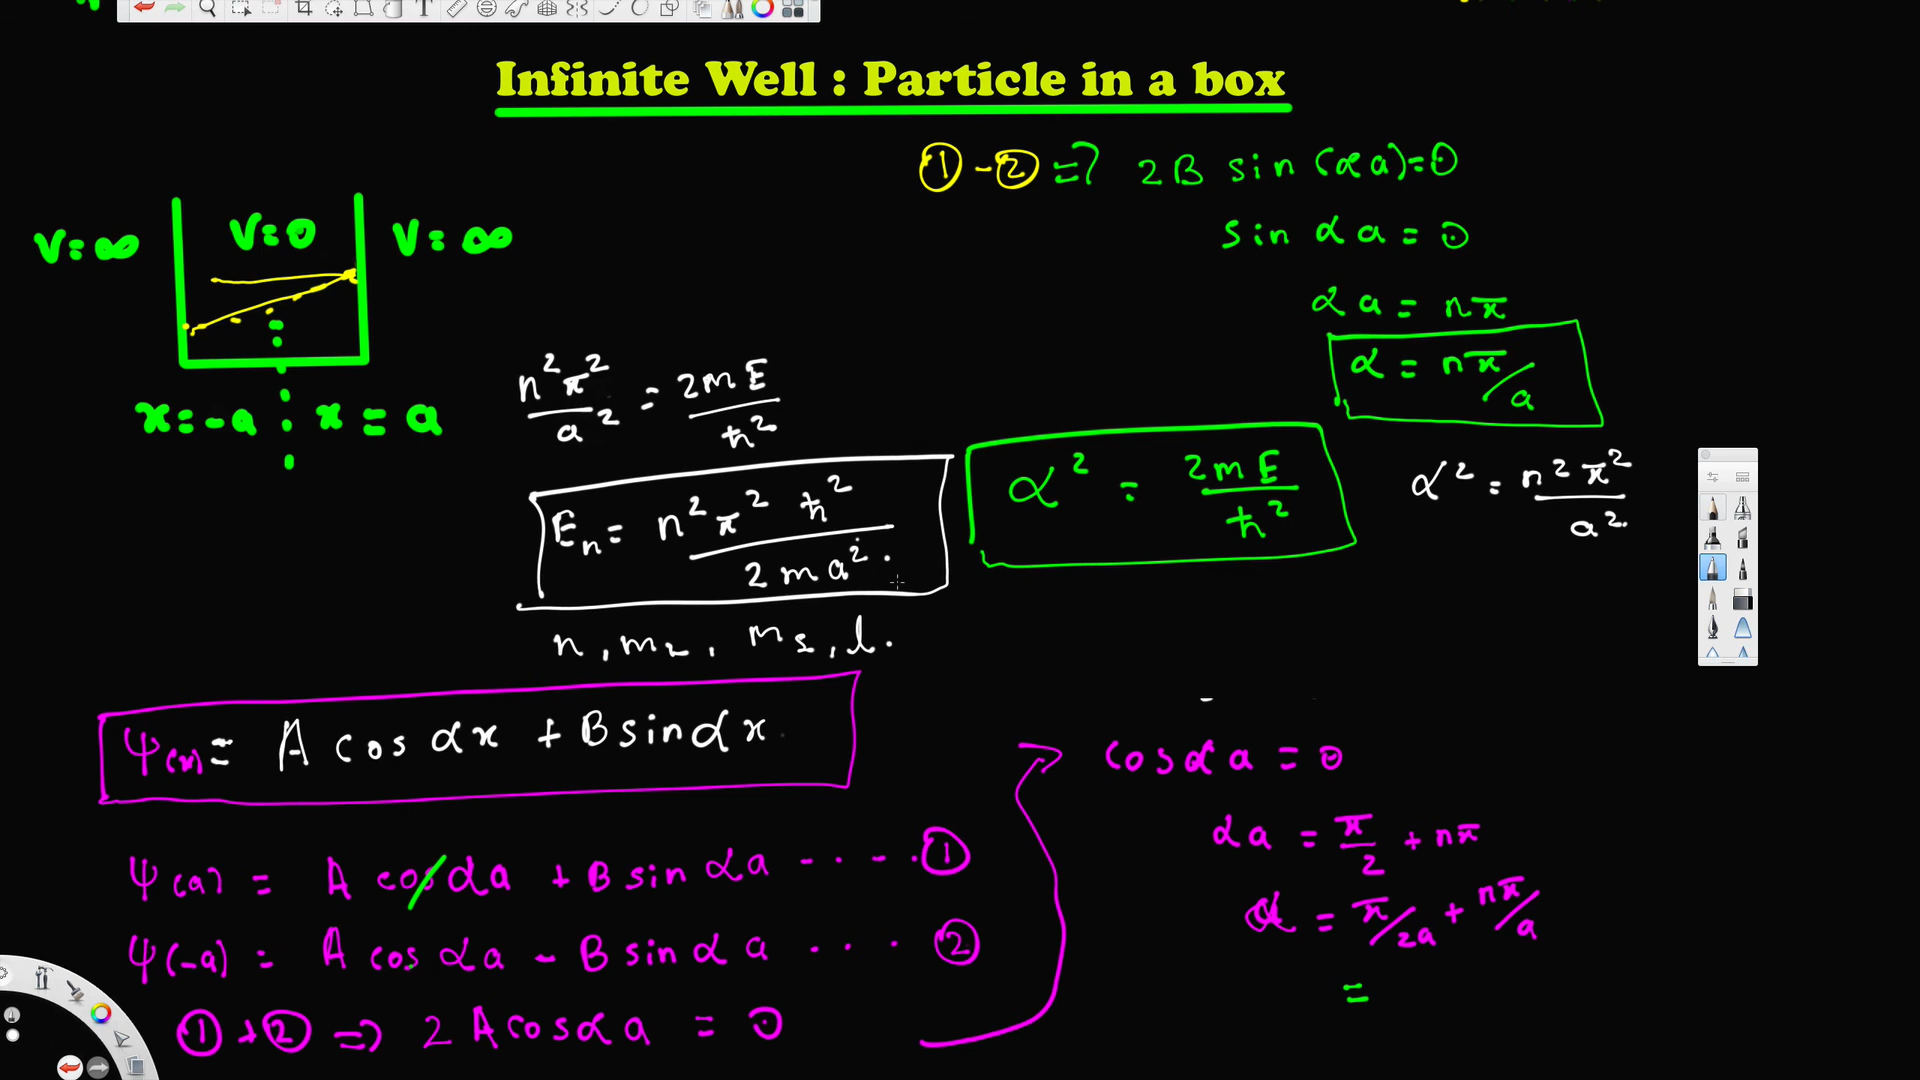 Infinite Well : Particle in a box
① - ② => 2B sin(αa)=0
sin αa = 0
αa = nπ
α = nπ/a
V=∞ V=0 V=∞
x=-a x=a
n²π²/a² = 2mE/ħ²
α² = 2mE/ħ²
α² = n²π²/a²
En = n²π²ħ²/2ma²
n, m
ψ(x) = A cos αx + B sin αx
cos αa = 0
αa = π/2 + nπ
α = π/2a + nπ/a
=
ψ(a) = A cos αa + B sin αa ----- ①
ψ(-a) = A cos αa - B sin αa ... ②
① + ② => 2 A cos αa = 0